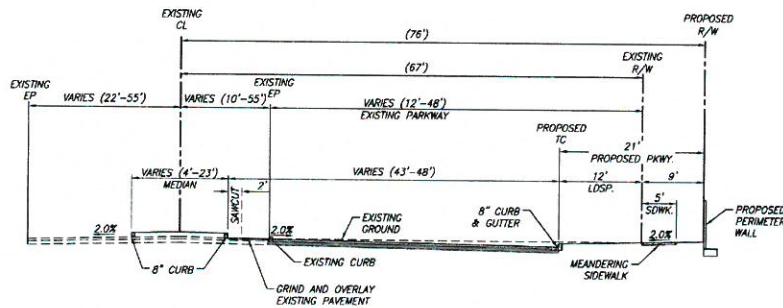 EXISTING
CL
PROPOSED
R/W
(76')
EXISTING
R/W
(67')
EXISTING
EP
VARIES (22'-55')
VARIES (10'-55')
EXISTING
EP
VARIES (12'-48')
EXISTING PARKWAY
PROPOSED
TC
21'
PROPOSED PKWY.
VARIES (4'-23')
MEDIAN
SAWCUT
2'
VARIES (43'-48')
12'
LDSP.
9'
5'
SDWK.
2.0%
2.0%
EXISTING
GROUND
8" CURB
& GUTTER
2.0%
PROPOSED
PERIMETER
WALL
8" CURB
EXISTING CURB
MEANDERING
SIDEWALK
GRIND AND OVERLAY
EXISTING PAVEMENT